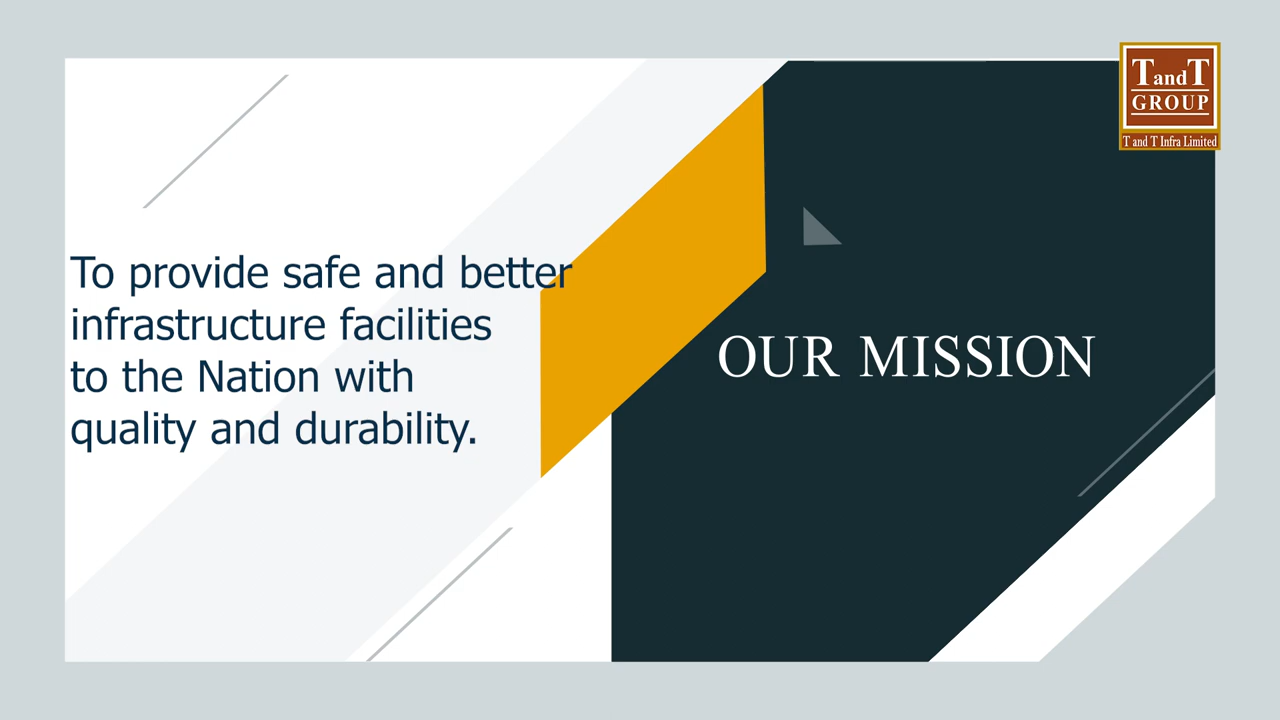 TandT
GROUP
T and T Infra Limited
To provide safe and better
infrastructure facilities
to the Nation with
quality and durability.
OUR MISSION